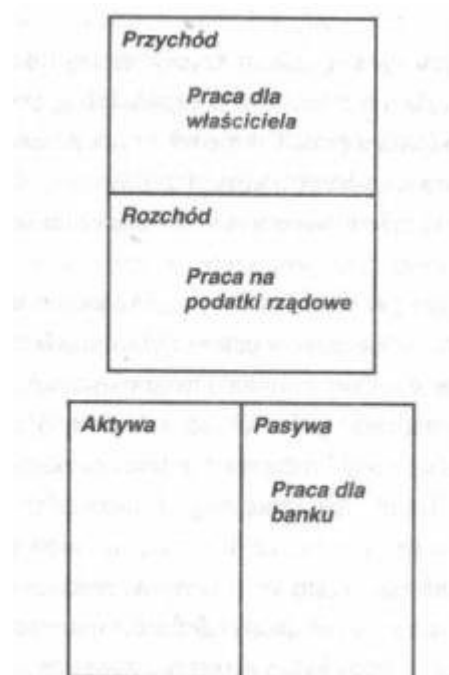 Przychód
Praca dla
właściciela
Rozchód
Praca na
podatki rządowe
Aktywa
Pasywa
Praca dla
banku